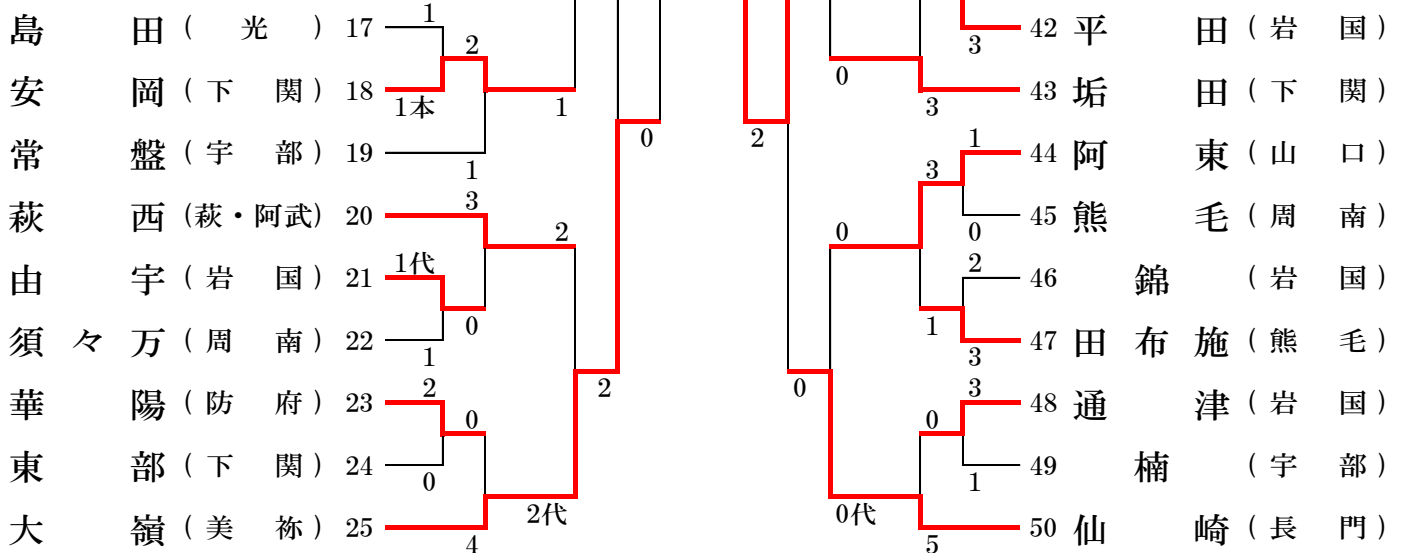 島田（光）17 1
2
安岡（下関）18 1本 1
常盤（宇部）19 1
0
萩西（萩・阿武）20 3 2
由宇（岩国）21 1代 0
須々万（周南）22 1
2
華陽（防府）23 2 0
東部（下関）24 0
2代
大嶺（美祢）25 4
3 42 平田（岩国）
0
3 43 垢田（下関）
2
1 44 阿東（山口）
3
0 0 45 熊毛（周南）
2 46 錦（岩国）
1
3 47 田布施（熊毛）
0
3 48 通津（岩国）
0
1 49 楠（宇部）
0代
5 50 仙崎（長門）